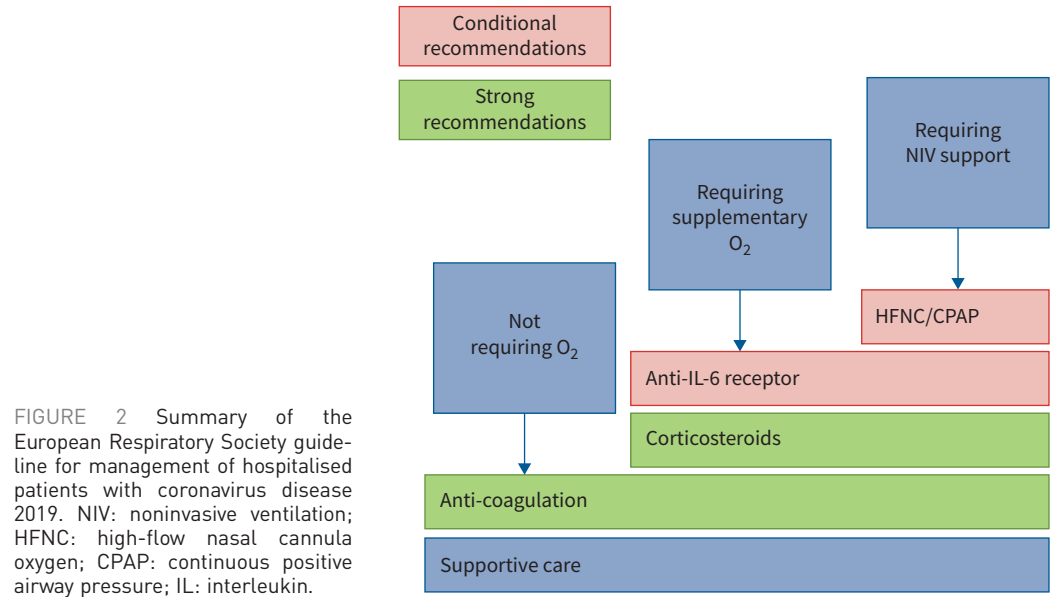 Conditional
recommendations
Strong
recommendations
Requiring
NIV support
Requiring
supplementary
O₂
Not
requiring O₂
HFNC/CPAP
Anti-IL-6 receptor
Corticosteroids
Anti-coagulation
Supportive care
FIGURE 2 Summary of the
European Respiratory Society guide-
line for management of hospitalised
patients with coronavirus disease
2019. NIV: noninvasive ventilation;
HFNC: high-flow nasal cannula
oxygen; CPAP: continuous positive
airway pressure; IL: interleukin.